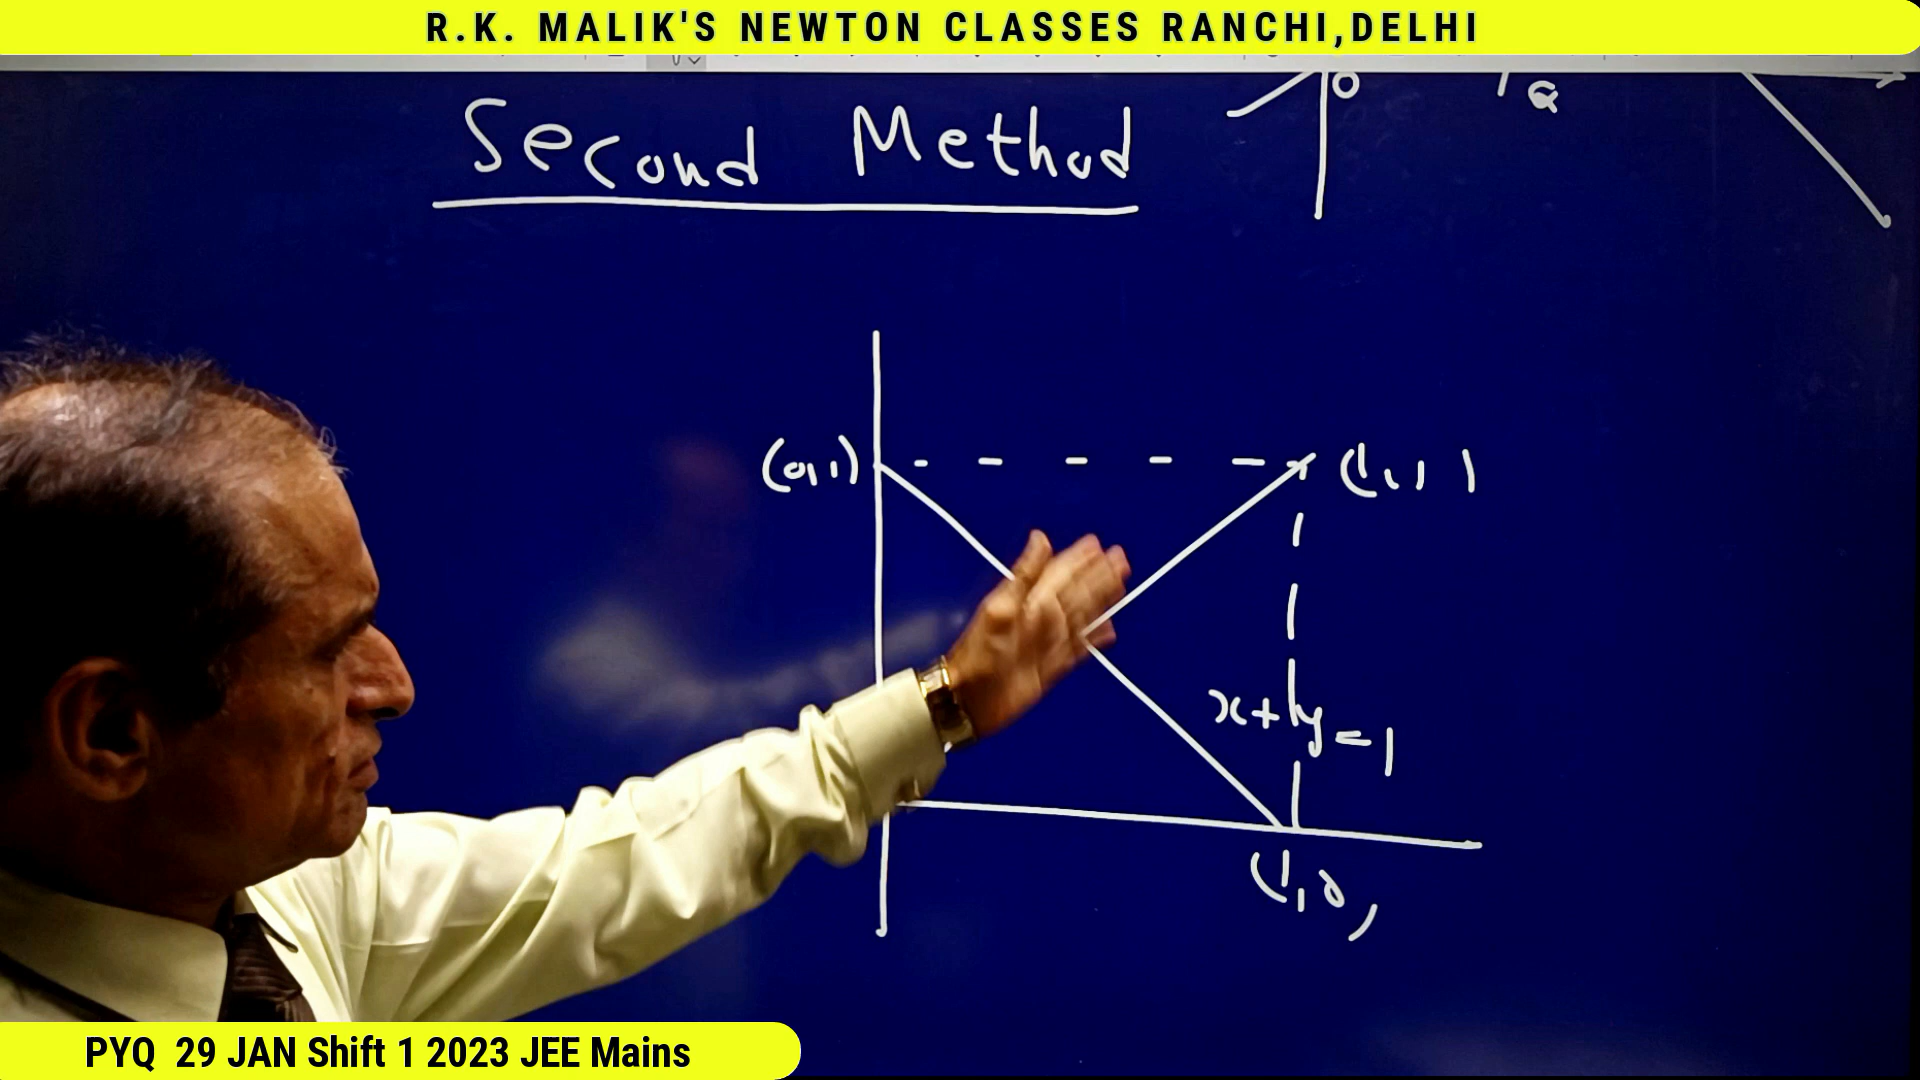 R.K. MALIK'S NEWTON CLASSES RANCHI,DELHI
O
Q
Second Method
(0,1)
(1,1)
x+y=1
(1,0)
PYQ 29 JAN Shift 1 2023 JEE Mains